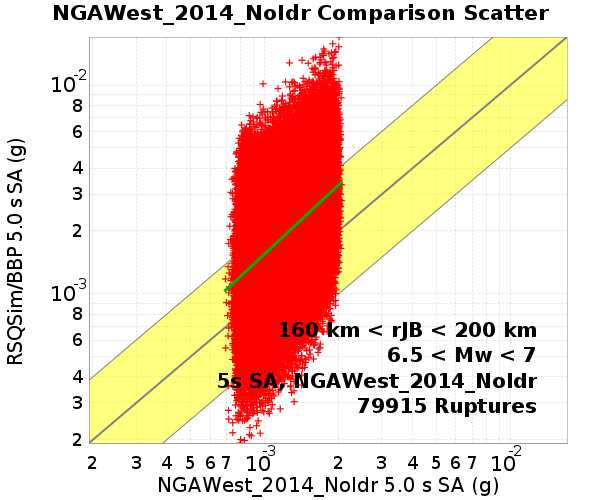 NGAWest_2014_NoIdr Comparison Scatter
RSQSim/BBP 5.0 s SA (g)
10-2
8
6
4
3
2
10-3
8
6
4
3
2
160 km < rJB < 200 km
6.5 < Mw < 7
5s SA, NGAWest_2014_NoIdr
79915 Ruptures
2 3 4 5 6 7 10-3 2 3 4 5 6 7 10-2
NGAWest_2014_NoIdr 5.0 s SA (g)